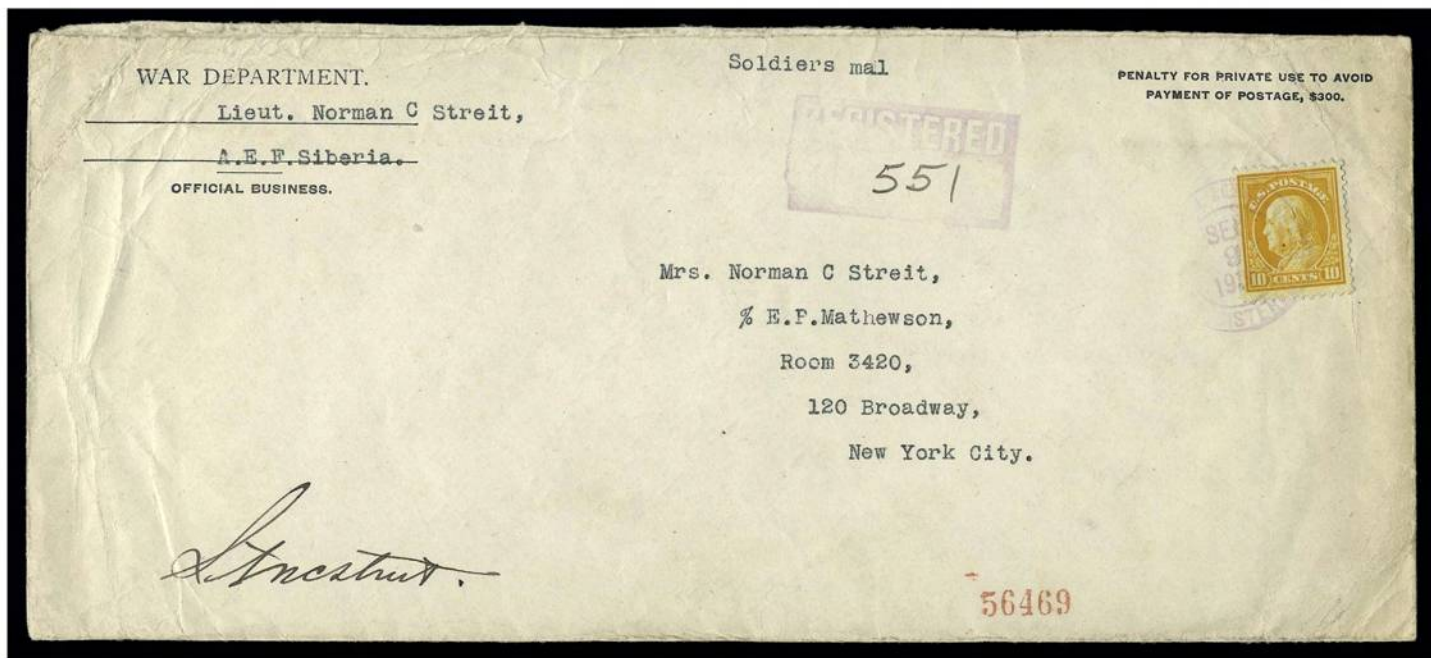 WAR DEPARTMENT.
Lieut. Norman C Streit,
A.E.F.Siberia.
OFFICIAL BUSINESS.
Soldiers mal
PENALTY FOR PRIVATE USE TO AVOID
PAYMENT OF POSTAGE, $300.
REGISTERED
551
U.S. POSTAGE
10 CENTS 10
Mrs. Norman C Streit,
% E.P.Mathewson,
Room 3420,
120 Broadway,
New York City.
56469